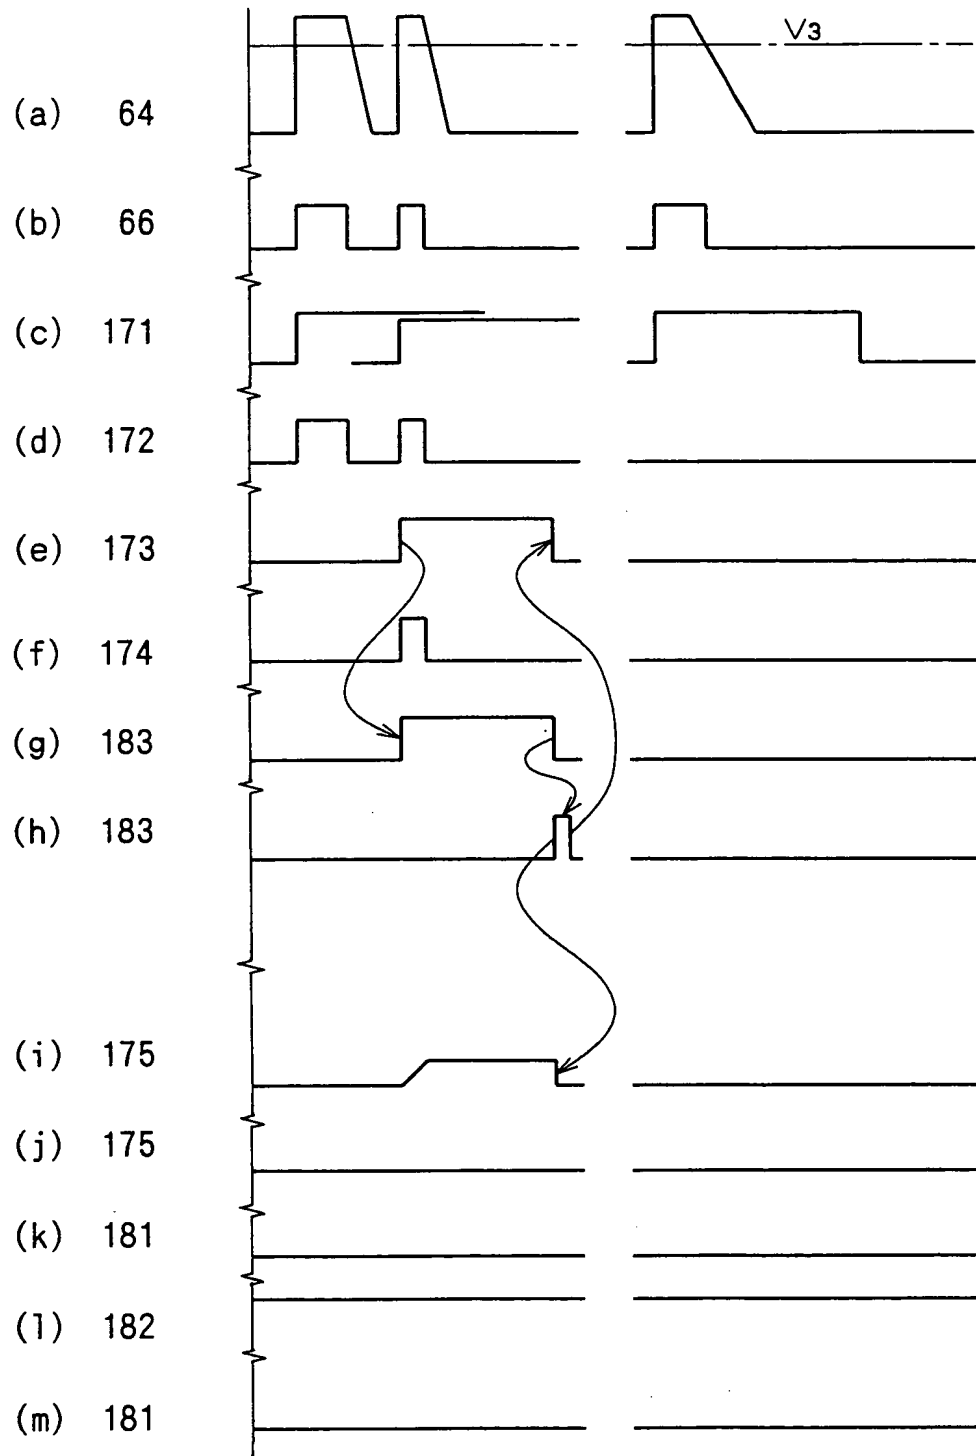 V3
(a) 64
(b) 66
(c) 171
(d) 172
(e) 173
(f) 174
(g) 183
(h) 183
(i) 175
(j) 175
(k) 181
(l) 182
(m) 181